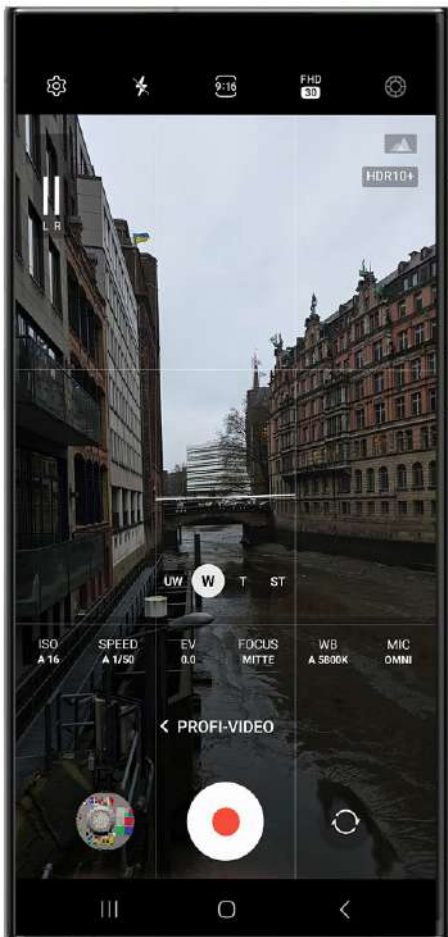 9:16
FHD
30
HDR10+
L R
UW W T ST
ISO SPEED EV FOCUS WB MIC
A 16 A 1/50 0.0 MITTE A 5800K OMNI
< PROFI-VIDEO